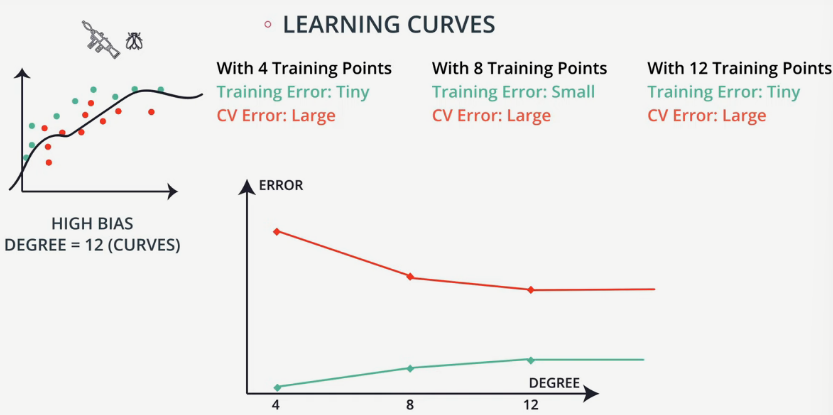 LEARNING CURVES
With 4 Training Points
Training Error: Tiny
CV Error: Large
With 8 Training Points
Training Error: Small
CV Error: Large
With 12 Training Points
Training Error: Tiny
CV Error: Large
HIGH BIAS
DEGREE = 12 (CURVES)
ERROR
DEGREE
4 8 12